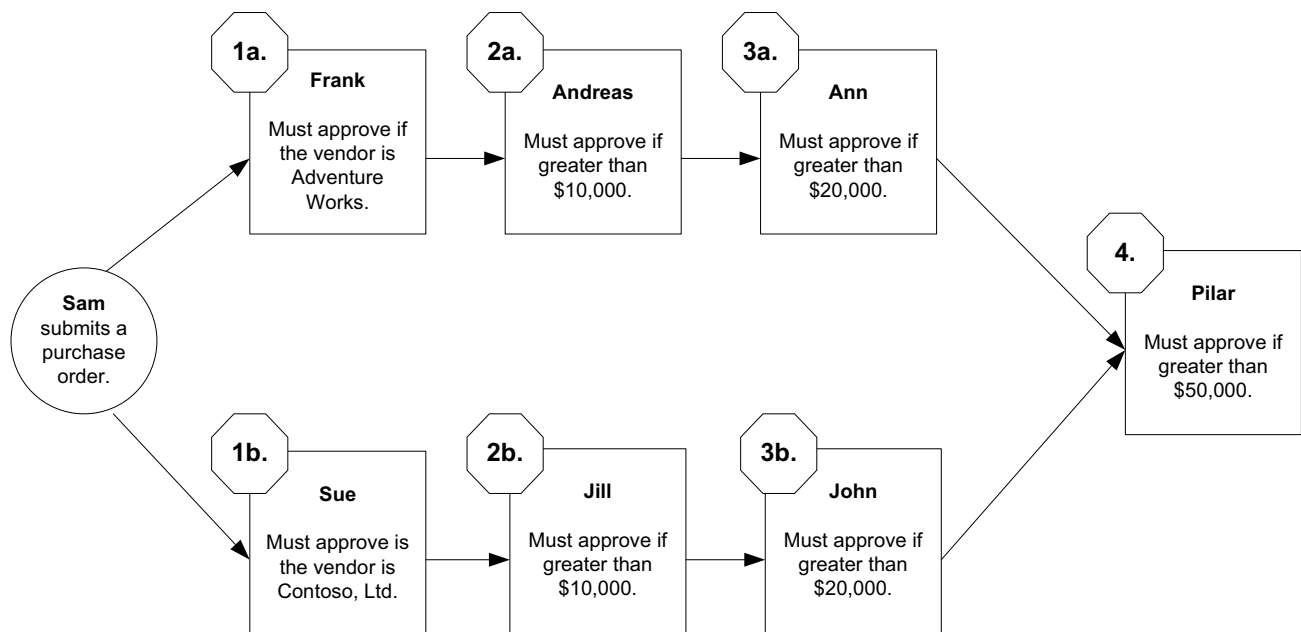 1a.
Frank
Must approve if
the vendor is
Adventure
Works.
2a.
Andreas
Must approve if
greater than
$10,000.
3a.
Ann
Must approve if
greater than
$20,000.
Sam
submits a
purchase
order.
4.
Pilar
Must approve if
greater than
$50,000.
1b.
Sue
Must approve is
the vendor is
Contoso, Ltd.
2b.
Jill
Must approve if
greater than
$10,000.
3b.
John
Must approve if
greater than
$20,000.